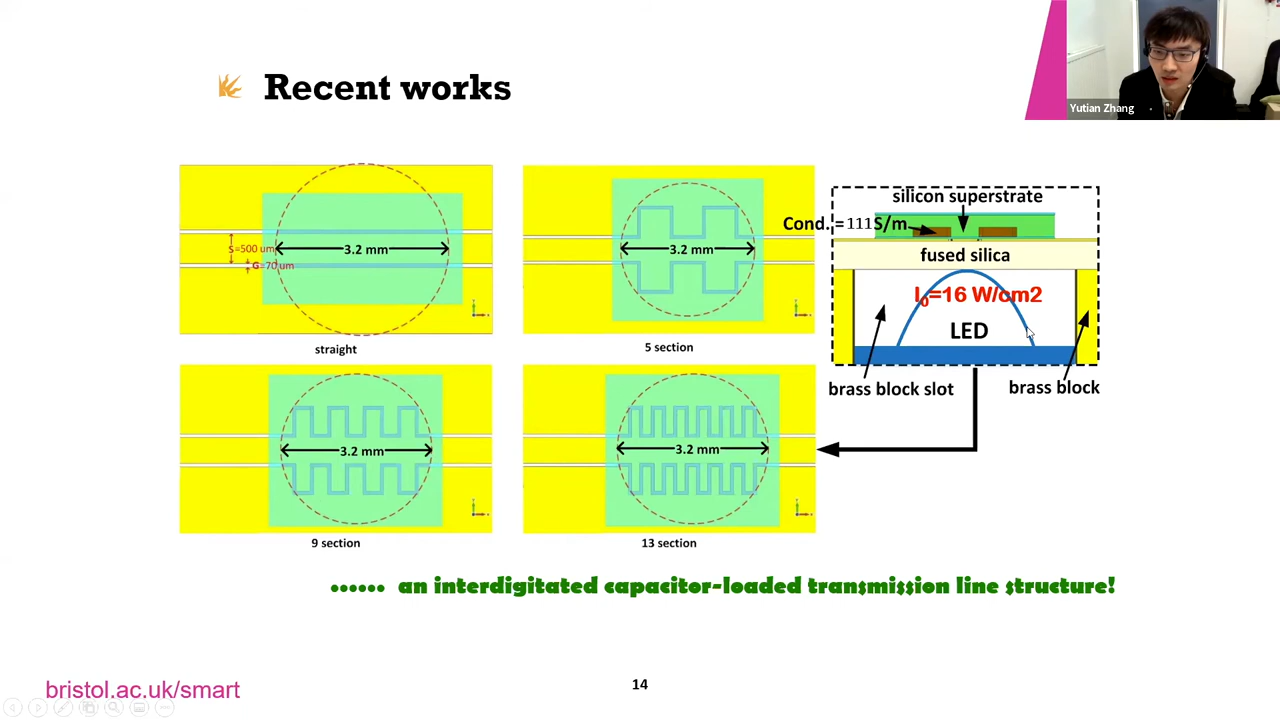 Yutian Zhang
Recent works
S=500 um
G=70 um
3.2 mm
straight
3.2 mm
5 section
silicon superstrate
Cond.=111S/m
fused silica
I0=16 W/cm2
LED
brass block slot
brass block
3.2 mm
9 section
3.2 mm
13 section
...... an interdigitated capacitor-loaded transmission line structure!
bristol.ac.uk/smart
14